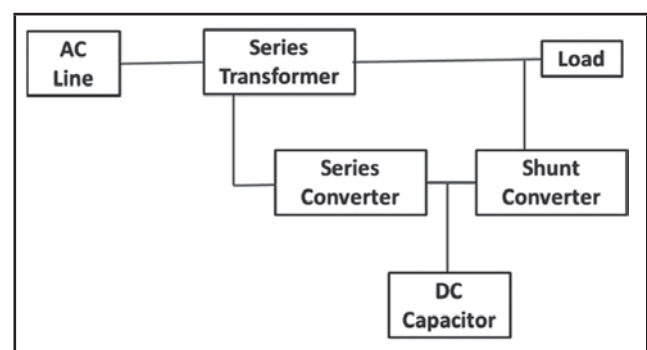 AC
Line
Series
Transformer
Load
Series
Converter
Shunt
Converter
DC
Capacitor